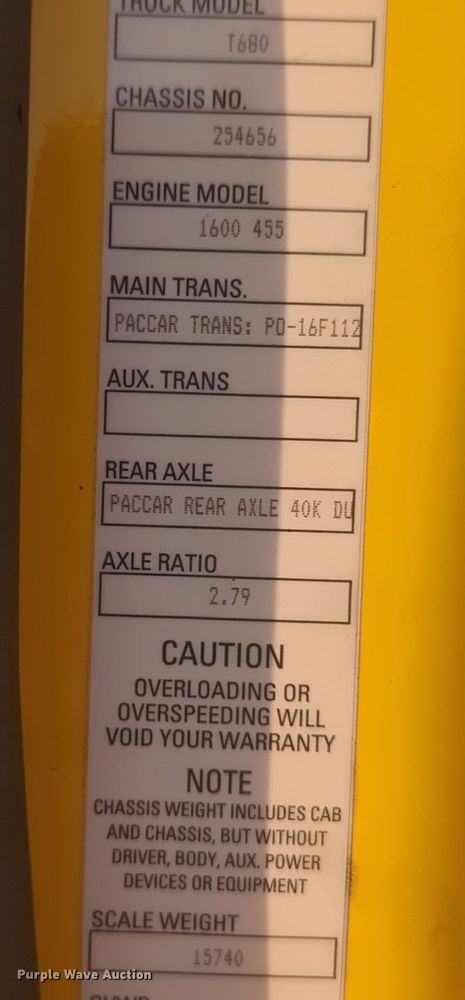 TRUCK MODEL
T680
CHASSIS NO.
254656
ENGINE MODEL
1600 455
MAIN TRANS.
PACCAR TRANS: PO-16F112
AUX. TRANS
REAR AXLE
PACCAR REAR AXLE 40K DU
AXLE RATIO
2.79
CAUTION
OVERLOADING OR
OVERSPEEDING WILL
VOID YOUR WARRANTY
NOTE
CHASSIS WEIGHT INCLUDES CAB
AND CHASSIS, BUT WITHOUT
DRIVER, BODY, AUX. POWER
DEVICES OR EQUIPMENT
SCALE WEIGHT
15740
Purple Wave Auction